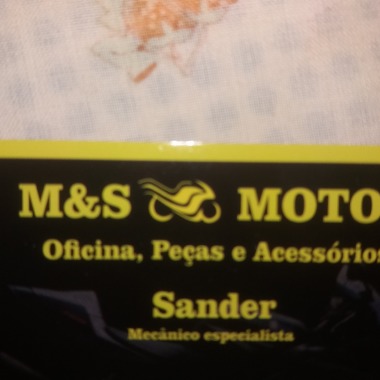 M&S MOTO
Oficina, Peças e Acessórios
Sander
Mecânico especialista